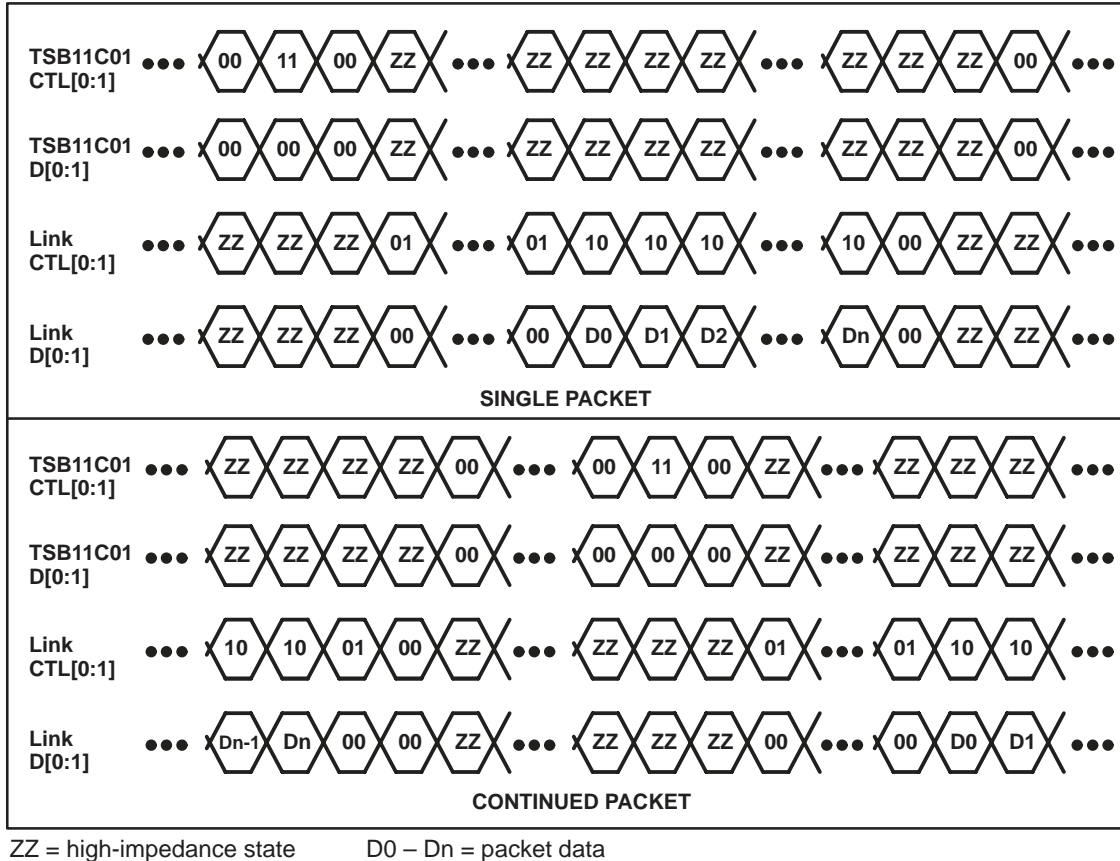 TSB11C01 ••• 00 11 00 ZZ ••• ZZ ZZ ZZ ZZ ••• ZZ ZZ ZZ 00 •••
CTL[0:1]
TSB11C01 ••• 00 00 00 ZZ ••• ZZ ZZ ZZ ZZ ••• ZZ ZZ ZZ 00 •••
D[0:1]
Link ••• ZZ ZZ ZZ 01 ••• 01 10 10 10 ••• 10 00 ZZ ZZ •••
CTL[0:1]
Link ••• ZZ ZZ ZZ 00 ••• 00 D0 D1 D2 ••• Dn 00 ZZ ZZ •••
D[0:1]
SINGLE PACKET
TSB11C01 ••• ZZ ZZ ZZ ZZ 00 ••• 00 11 00 ZZ ••• ZZ ZZ ZZ •••
CTL[0:1]
TSB11C01 ••• ZZ ZZ ZZ ZZ 00 ••• 00 00 00 ZZ ••• ZZ ZZ ZZ •••
D[0:1]
Link ••• 10 10 01 00 ZZ ••• ZZ ZZ ZZ 01 ••• 01 10 10 •••
CTL[0:1]
Link ••• Dn-1 Dn 00 00 ZZ ••• ZZ ZZ ZZ 00 ••• 00 D0 D1 •••
D[0:1]
CONTINUED PACKET
ZZ = high-impedance state D0 – Dn = packet data